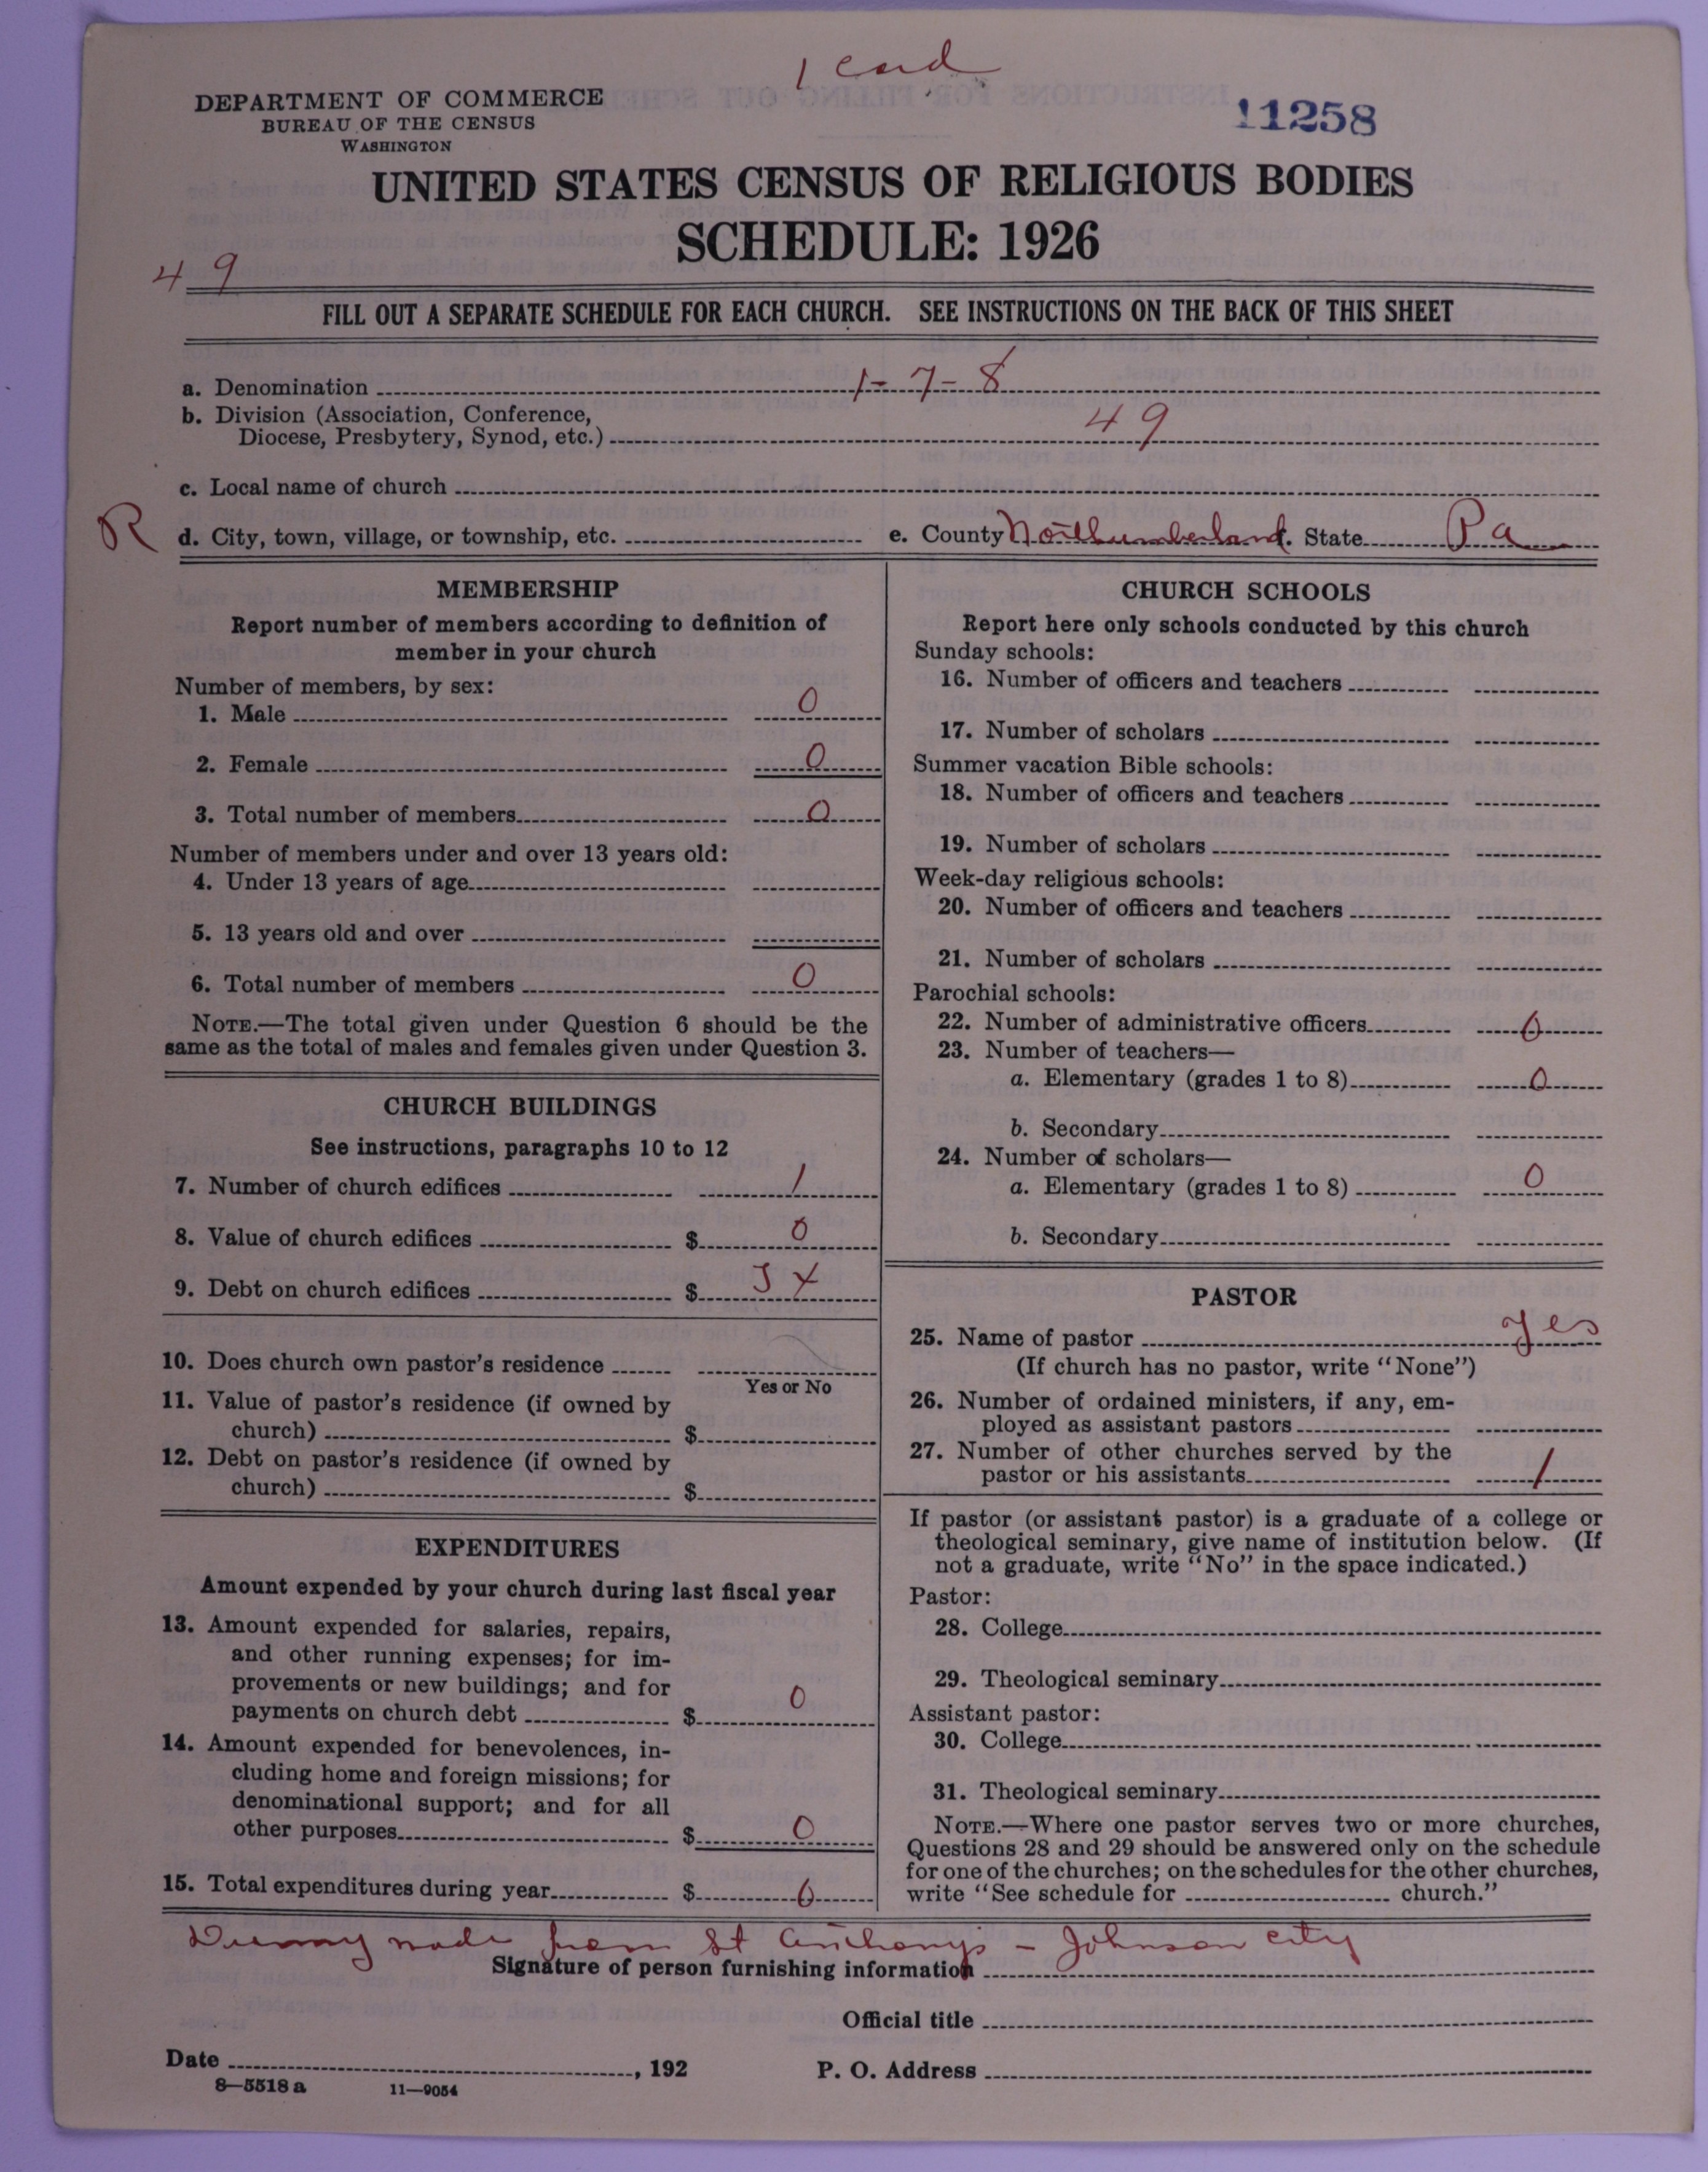 1 card
DEPARTMENT OF COMMERCE
BUREAU OF THE CENSUS
WASHINGTON
11258
UNITED STATES CENSUS OF RELIGIOUS BODIES
SCHEDULE: 1926
49
FILL OUT A SEPARATE SCHEDULE FOR EACH CHURCH. SEE INSTRUCTIONS ON THE BACK OF THIS SHEET
a. Denomination 1-7-8
b. Division (Association, Conference,
Diocese, Presbytery, Synod, etc.) 49
c. Local name of church
R d. City, town, village, or township, etc. e. County Northumberland. State Pa
MEMBERSHIP
Report number of members according to definition of
member in your church
Number of members, by sex:
1. Male 0
2. Female 0
3. Total number of members 0
Number of members under and over 13 years old:
4. Under 13 years of age
5. 13 years old and over
6. Total number of members 0
NOTE.—The total given under Question 6 should be the
same as the total of males and females given under Question 3.
CHURCH BUILDINGS
See instructions, paragraphs 10 to 12
7. Number of church edifices 1
8. Value of church edifices $ 0
9. Debt on church edifices $ X
10. Does church own pastor's residence
Yes or No
11. Value of pastor's residence (if owned by
church) $
12. Debt on pastor's residence (if owned by
church) $
EXPENDITURES
Amount expended by your church during last fiscal year
13. Amount expended for salaries, repairs,
and other running expenses; for im-
provements or new buildings; and for
payments on church debt $ 0
14. Amount expended for benevolences, in-
cluding home and foreign missions; for
denominational support; and for all
other purposes $ 0
15. Total expenditures during year $ 0
CHURCH SCHOOLS
Report here only schools conducted by this church
Sunday schools:
16. Number of officers and teachers
17. Number of scholars
Summer vacation Bible schools:
18. Number of officers and teachers
19. Number of scholars
Week-day religious schools:
20. Number of officers and teachers
21. Number of scholars
Parochial schools:
22. Number of administrative officers 0
23. Number of teachers—
a. Elementary (grades 1 to 8) 0
b. Secondary
24. Number of scholars—
a. Elementary (grades 1 to 8) 0
b. Secondary
PASTOR
25. Name of pastor yes
(If church has no pastor, write "None")
26. Number of ordained ministers, if any, em-
ployed as assistant pastors
27. Number of other churches served by the
pastor or his assistants 1
If pastor (or assistant pastor) is a graduate of a college or
theological seminary, give name of institution below. (If
not a graduate, write "No" in the space indicated.)
Pastor:
28. College
29. Theological seminary
Assistant pastor:
30. College
31. Theological seminary
NOTE.—Where one pastor serves two or more churches,
Questions 28 and 29 should be answered only on the schedule
for one of the churches; on the schedules for the other churches,
write "See schedule for church."
Dummy made from St Anthonys - Johnson City
Signature of person furnishing information
Official title
Date , 192
P. O. Address
8—5518 a 11—9054